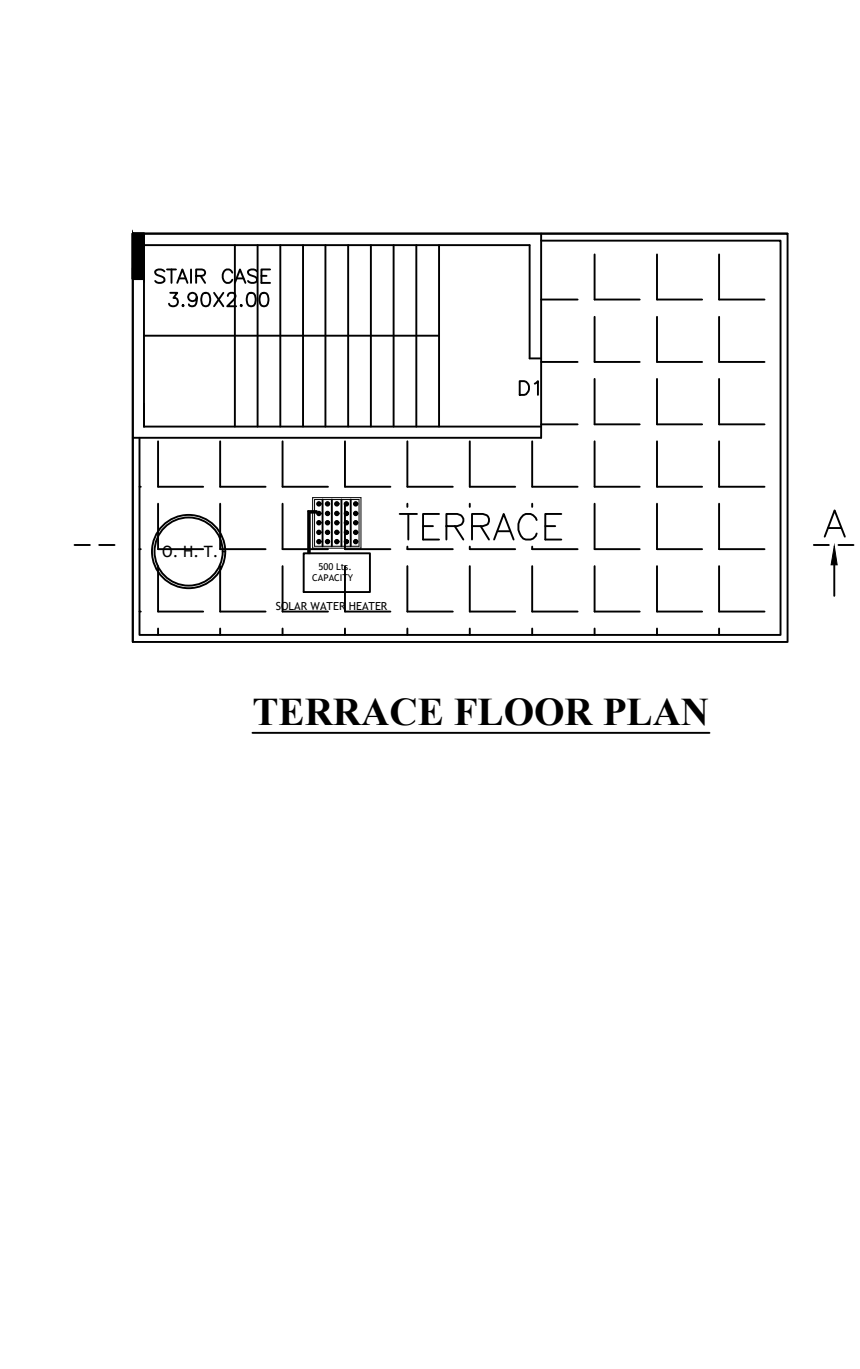 STAIR CASE
3.90X2.00
D1
TERRACE
A
O. H. T.
500 Lts.
CAPACITY
SOLAR WATER HEATER
TERRACE FLOOR PLAN